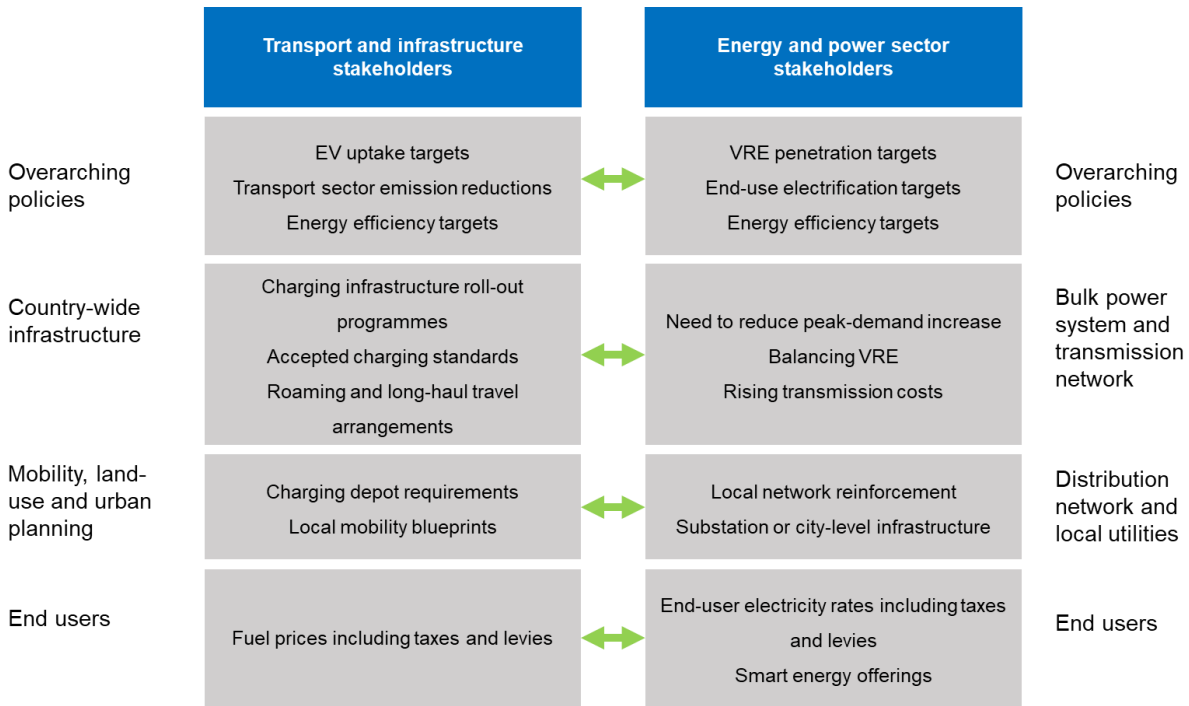 Transport and infrastructure
stakeholders
Energy and power sector
stakeholders
Overarching
policies
EV uptake targets
Transport sector emission reductions
Energy efficiency targets
VRE penetration targets
End-use electrification targets
Energy efficiency targets
Overarching
policies
Country-wide
infrastructure
Charging infrastructure roll-out
programmes
Accepted charging standards
Roaming and long-haul travel
arrangements
Need to reduce peak-demand increase
Balancing VRE
Rising transmission costs
Bulk power
system and
transmission
network
Mobility, land-
use and urban
planning
Charging depot requirements
Local mobility blueprints
Local network reinforcement
Substation or city-level infrastructure
Distribution
network and
local utilities
End users
Fuel prices including taxes and levies
End-user electricity rates including taxes
and levies
Smart energy offerings
End users